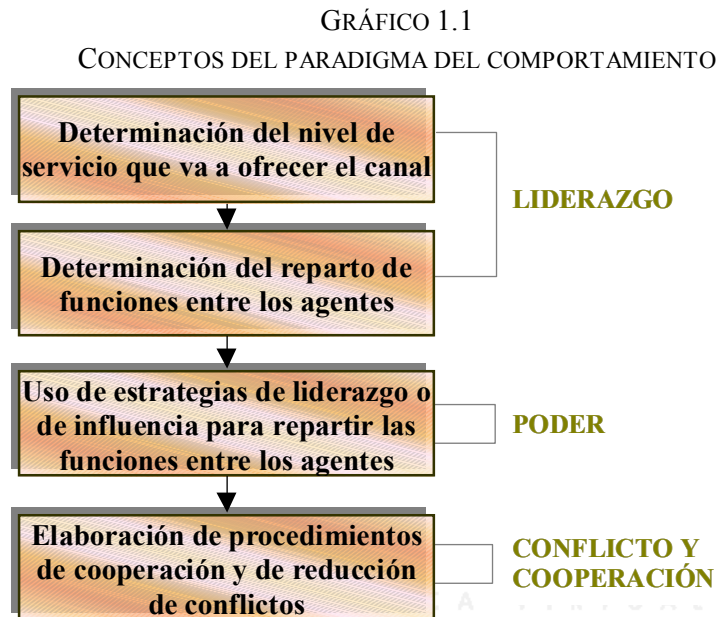 GRÁFICO 1.1
CONCEPTOS DEL PARADIGMA DEL COMPORTAMIENTO
Determinación del nivel de
servicio que va a ofrecer el canal
LIDERAZGO
Determinación del reparto de
funciones entre los agentes
Uso de estrategias de liderazgo o
de influencia para repartir las
funciones entre los agentes
PODER
Elaboración de procedimientos
de cooperación y de reducción
de conflictos
CONFLICTO Y
COOPERACIÓN